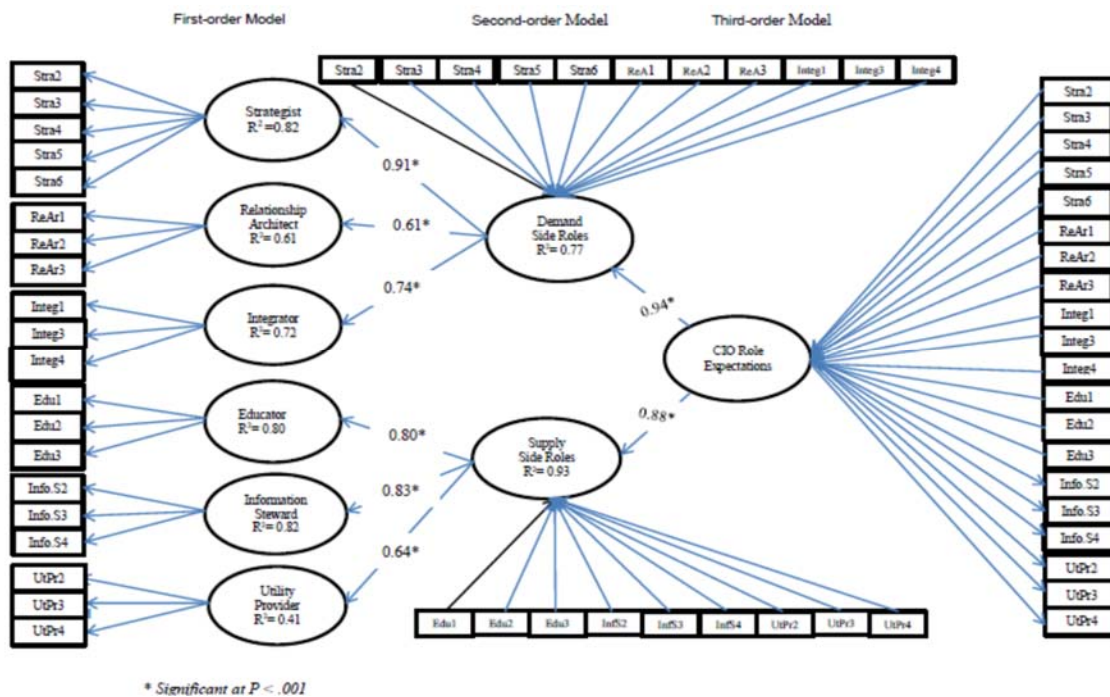 First-order Model
Second-order Model
Third-order Model
Stra2
Stra3
Stra4
Stra5
Stra6
ReAr1
ReAr2
ReAr3
Integ1
Integ3
Integ4
Edu1
Edu2
Edu3
Info.S2
Info.S3
Info.S4
UtPr2
UtPr3
UtPr4
Strategist
R²=0.82
Relationship
Architect
R²= 0.61
Integrator
R²= 0.72
Educator
R²= 0.80
Information
Steward
R²= 0.82
Utility
Provider
R²= 0.41
0.91*
0.61*
0.74*
0.80*
0.83*
0.64*
Stra2 Stra3 Stra4 Stra5 Stra6 ReA1 ReA2 ReA3 Integ1 Integ3 Integ4
Demand
Side Roles
R²= 0.77
Supply
Side Roles
R²= 0.93
Edu1 Edu2 Edu3 InfS2 InfS3 InfS4 UtPr2 UtPr3 UtPr4
0.94*
0.88*
CIO Role
Expectations
Stra2
Stra3
Stra4
Stra5
Stra6
ReAr1
ReAr2
ReAr3
Integ1
Integ3
Integ4
Edu1
Edu2
Edu3
Info.S2
Info.S3
Info.S4
UtPr2
UtPr3
UtPr4
* Significant at P < .001